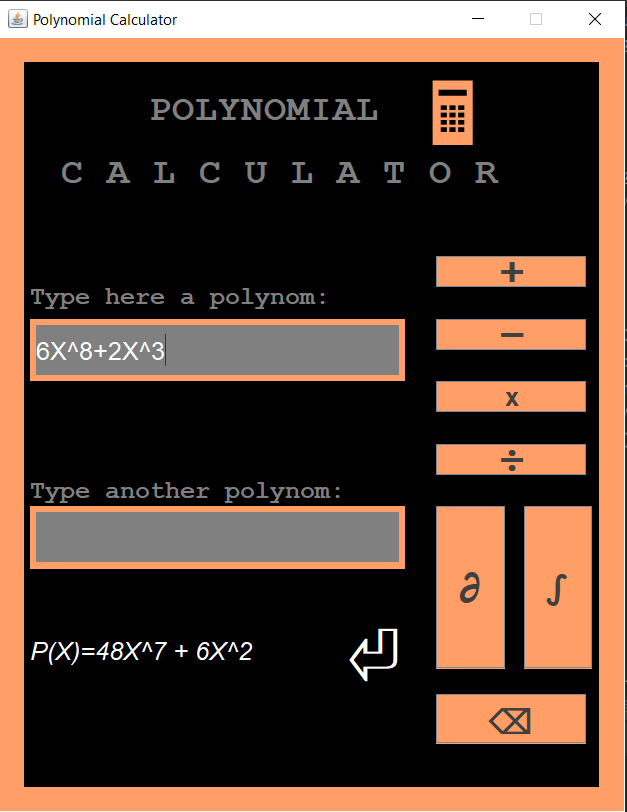 Polynomial Calculator
POLYNOMIAL
C A L C U L A T O R
+
Type here a polynom:
−
6X^8+2X^3
x
÷
Type another polynom:
∂ ∫
P(X)=48X^7 + 6X^2